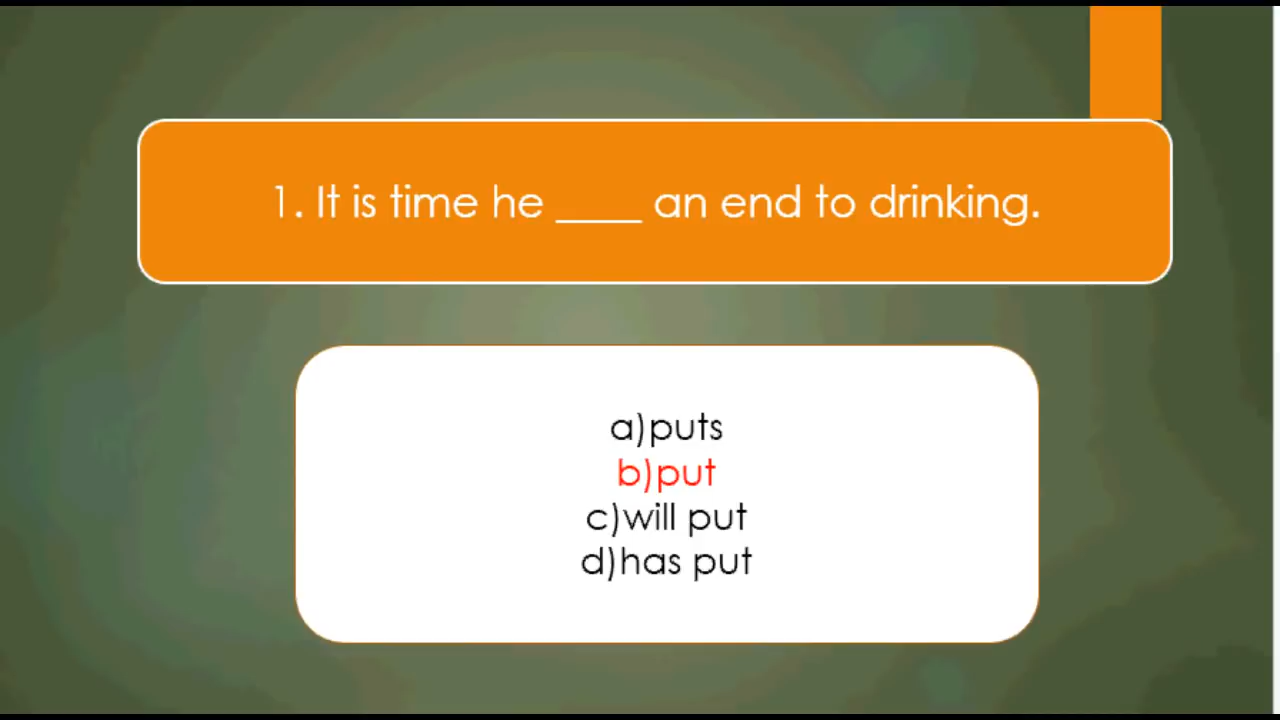 1. It is time he ____ an end to drinking.
a)puts
b)put
c)will put
d)has put